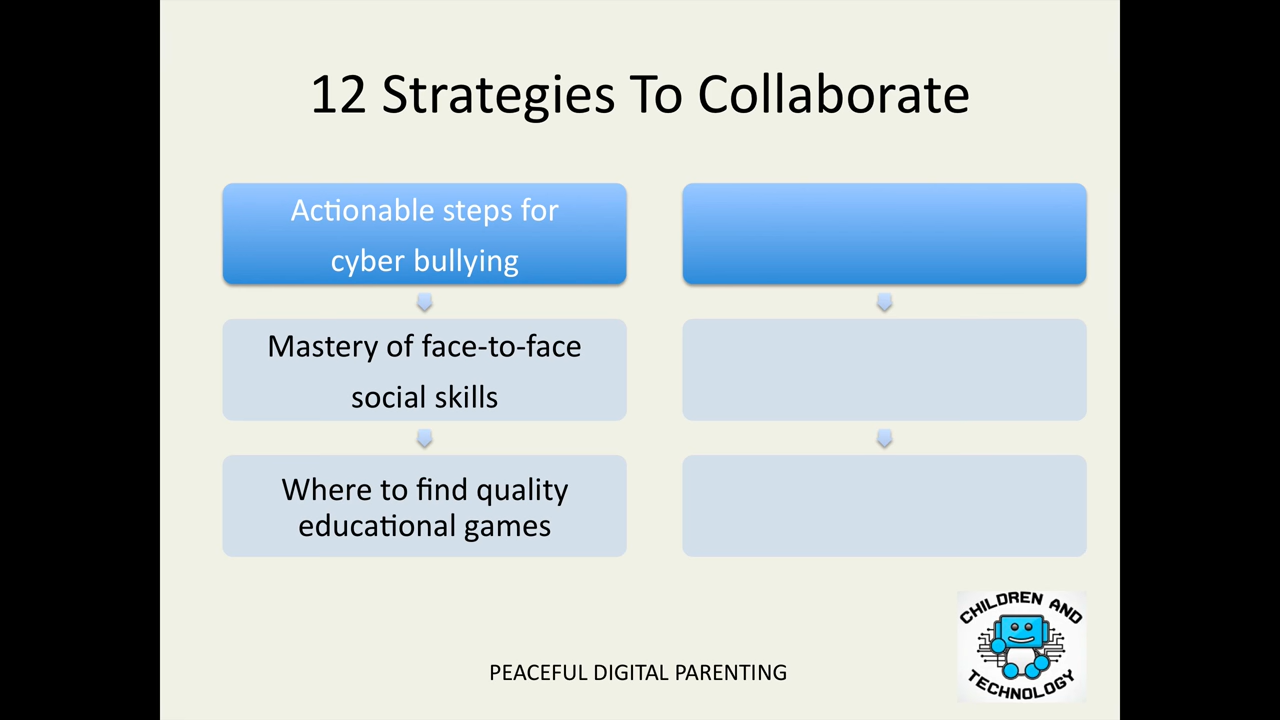 12 Strategies To Collaborate
Actionable steps for
cyber bullying
Mastery of face-to-face
social skills
Where to find quality
educational games
PEACEFUL DIGITAL PARENTING
CHILDREN AND
TECHNOLOGY